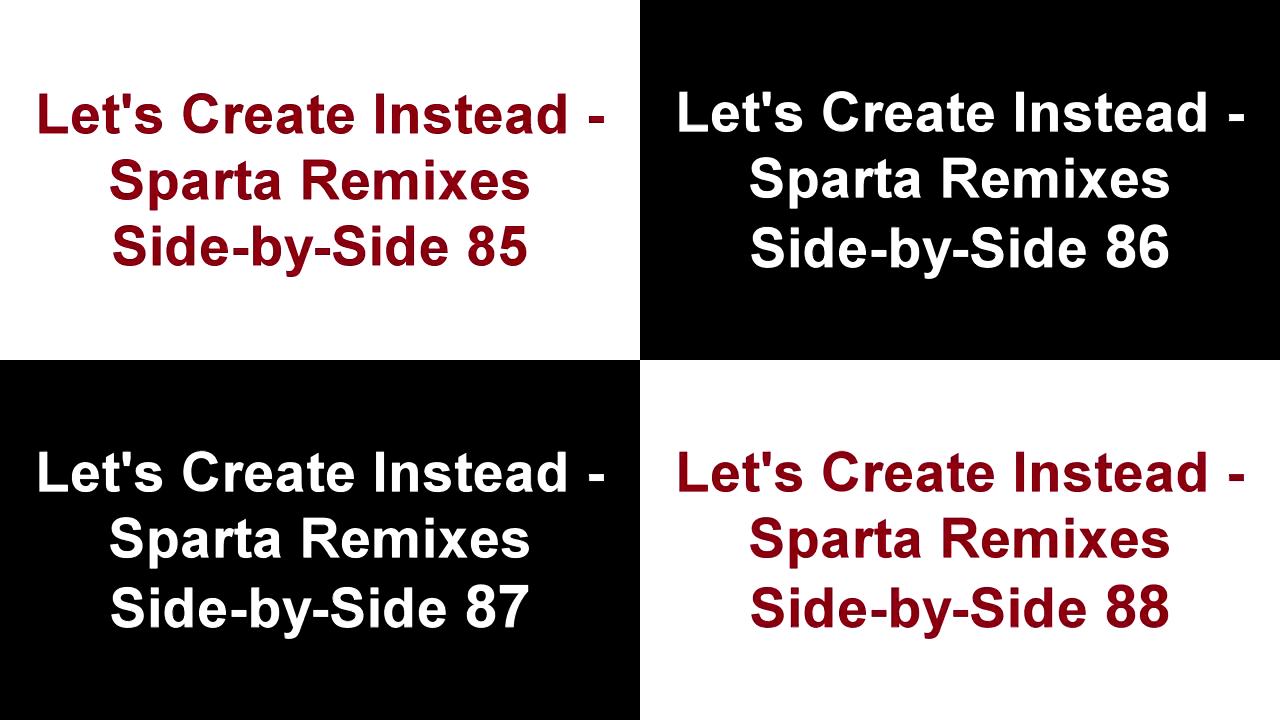 Let's Create Instead -
Sparta Remixes
Side-by-Side 85
Let's Create Instead -
Sparta Remixes
Side-by-Side 86
Let's Create Instead -
Sparta Remixes
Side-by-Side 87
Let's Create Instead -
Sparta Remixes
Side-by-Side 88